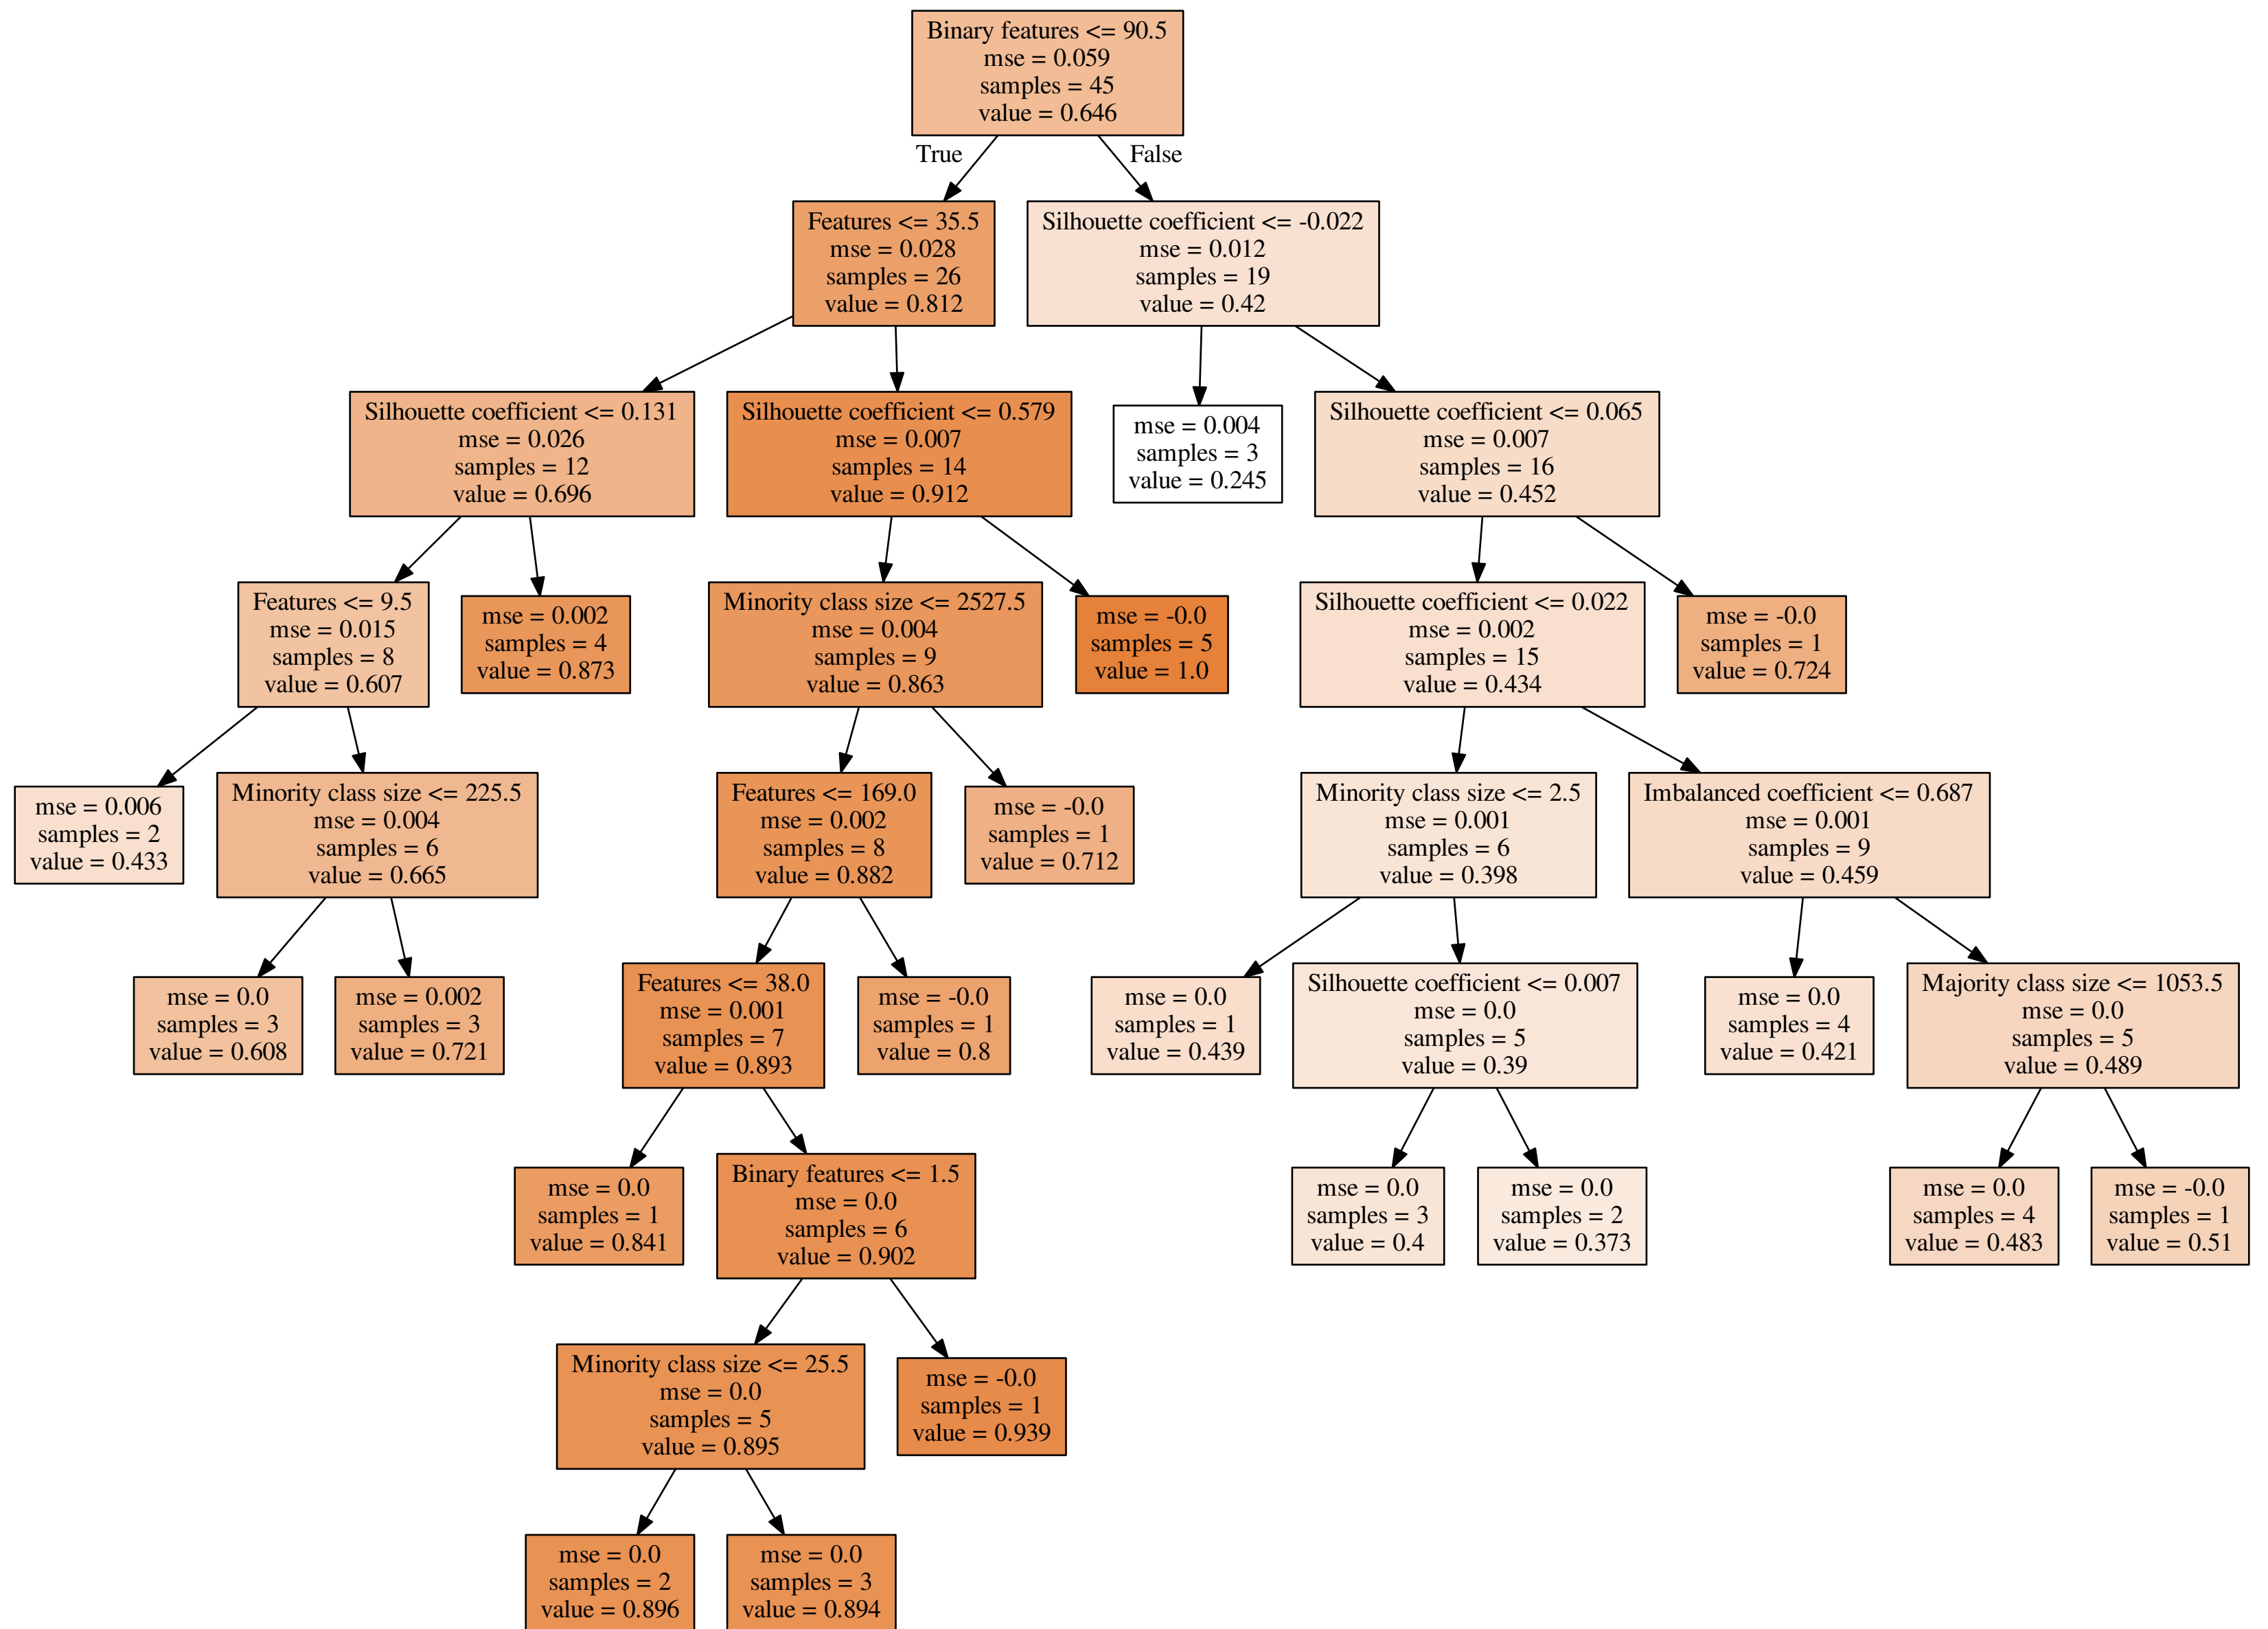 Binary features <= 90.5
mse = 0.059
samples = 45
value = 0.646
True
False
Features <= 35.5
mse = 0.028
samples = 26
value = 0.812
Silhouette coefficient <= -0.022
mse = 0.012
samples = 19
value = 0.42
Silhouette coefficient <= 0.131
mse = 0.026
samples = 12
value = 0.696
Silhouette coefficient <= 0.579
mse = 0.007
samples = 14
value = 0.912
mse = 0.004
samples = 3
value = 0.245
Silhouette coefficient <= 0.065
mse = 0.007
samples = 16
value = 0.452
Features <= 9.5
mse = 0.015
samples = 8
value = 0.607
mse = 0.002
samples = 4
value = 0.873
Minority class size <= 2527.5
mse = 0.004
samples = 9
value = 0.863
mse = -0.0
samples = 5
value = 1.0
Silhouette coefficient <= 0.022
mse = 0.002
samples = 15
value = 0.434
mse = -0.0
samples = 1
value = 0.724
mse = 0.006
samples = 2
value = 0.433
Minority class size <= 225.5
mse = 0.004
samples = 6
value = 0.665
Features <= 169.0
mse = 0.002
samples = 8
value = 0.882
mse = -0.0
samples = 1
value = 0.712
Minority class size <= 2.5
mse = 0.001
samples = 6
value = 0.398
Imbalanced coefficient <= 0.687
mse = 0.001
samples = 9
value = 0.459
mse = 0.0
samples = 3
value = 0.608
mse = 0.002
samples = 3
value = 0.721
Features <= 38.0
mse = 0.001
samples = 7
value = 0.893
mse = -0.0
samples = 1
value = 0.8
mse = 0.0
samples = 1
value = 0.439
Silhouette coefficient <= 0.007
mse = 0.0
samples = 5
value = 0.39
mse = 0.0
samples = 4
value = 0.421
Majority class size <= 1053.5
mse = 0.0
samples = 5
value = 0.489
mse = 0.0
samples = 1
value = 0.841
Binary features <= 1.5
mse = 0.0
samples = 6
value = 0.902
mse = 0.0
samples = 3
value = 0.4
mse = 0.0
samples = 2
value = 0.373
mse = 0.0
samples = 4
value = 0.483
mse = -0.0
samples = 1
value = 0.51
Minority class size <= 25.5
mse = 0.0
samples = 5
value = 0.895
mse = -0.0
samples = 1
value = 0.939
mse = 0.0
samples = 2
value = 0.896
mse = 0.0
samples = 3
value = 0.894